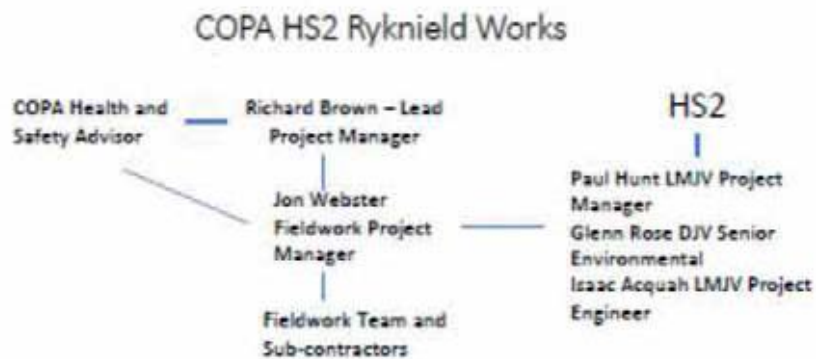 COPA HS2 Ryknield Works
COPA Health and
Safety Advisor
Richard Brown – Lead
Project Manager
HS2
Jon Webster
Fieldwork Project
Manager
Paul Hunt LMJV Project
Manager
Glenn Rose DJV Senior
Environmental
Isaac Acquah LMJV Project
Engineer
Fieldwork Team and
Sub-contractors